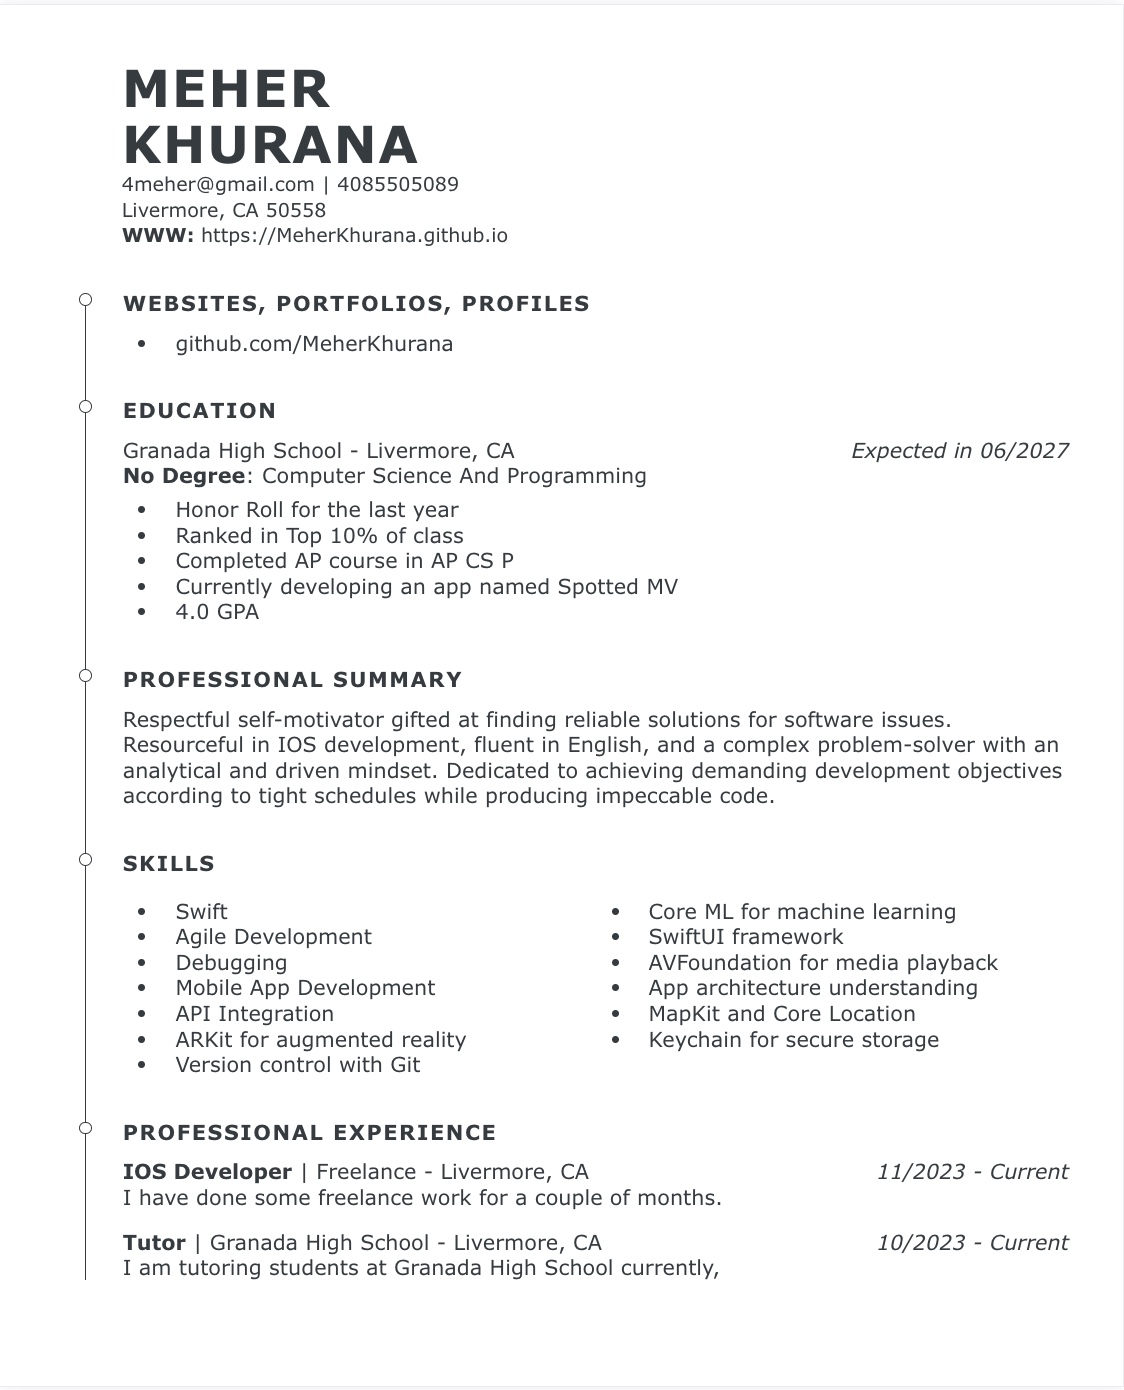 MEHER
KHURANA
4meher@gmail.com | 4085505089
Livermore, CA 50558
WWW: https://MeherKhurana.github.io
WEBSITES, PORTFOLIOS, PROFILES
• github.com/MeherKhurana
EDUCATION
Granada High School - Livermore, CA Expected in 06/2027
No Degree: Computer Science And Programming
• Honor Roll for the last year
• Ranked in Top 10% of class
• Completed AP course in AP CS P
• Currently developing an app named Spotted MV
• 4.0 GPA
PROFESSIONAL SUMMARY
Respectful self-motivator gifted at finding reliable solutions for software issues.
Resourceful in IOS development, fluent in English, and a complex problem-solver with an
analytical and driven mindset. Dedicated to achieving demanding development objectives
according to tight schedules while producing impeccable code.
SKILLS
• Swift
• Agile Development
• Debugging
• Mobile App Development
• API Integration
• ARKit for augmented reality
• Version control with Git
• Core ML for machine learning
• SwiftUI framework
• AVFoundation for media playback
• App architecture understanding
• MapKit and Core Location
• Keychain for secure storage
PROFESSIONAL EXPERIENCE
IOS Developer | Freelance - Livermore, CA 11/2023 - Current
I have done some freelance work for a couple of months.
Tutor | Granada High School - Livermore, CA 10/2023 - Current
I am tutoring students at Granada High School currently,